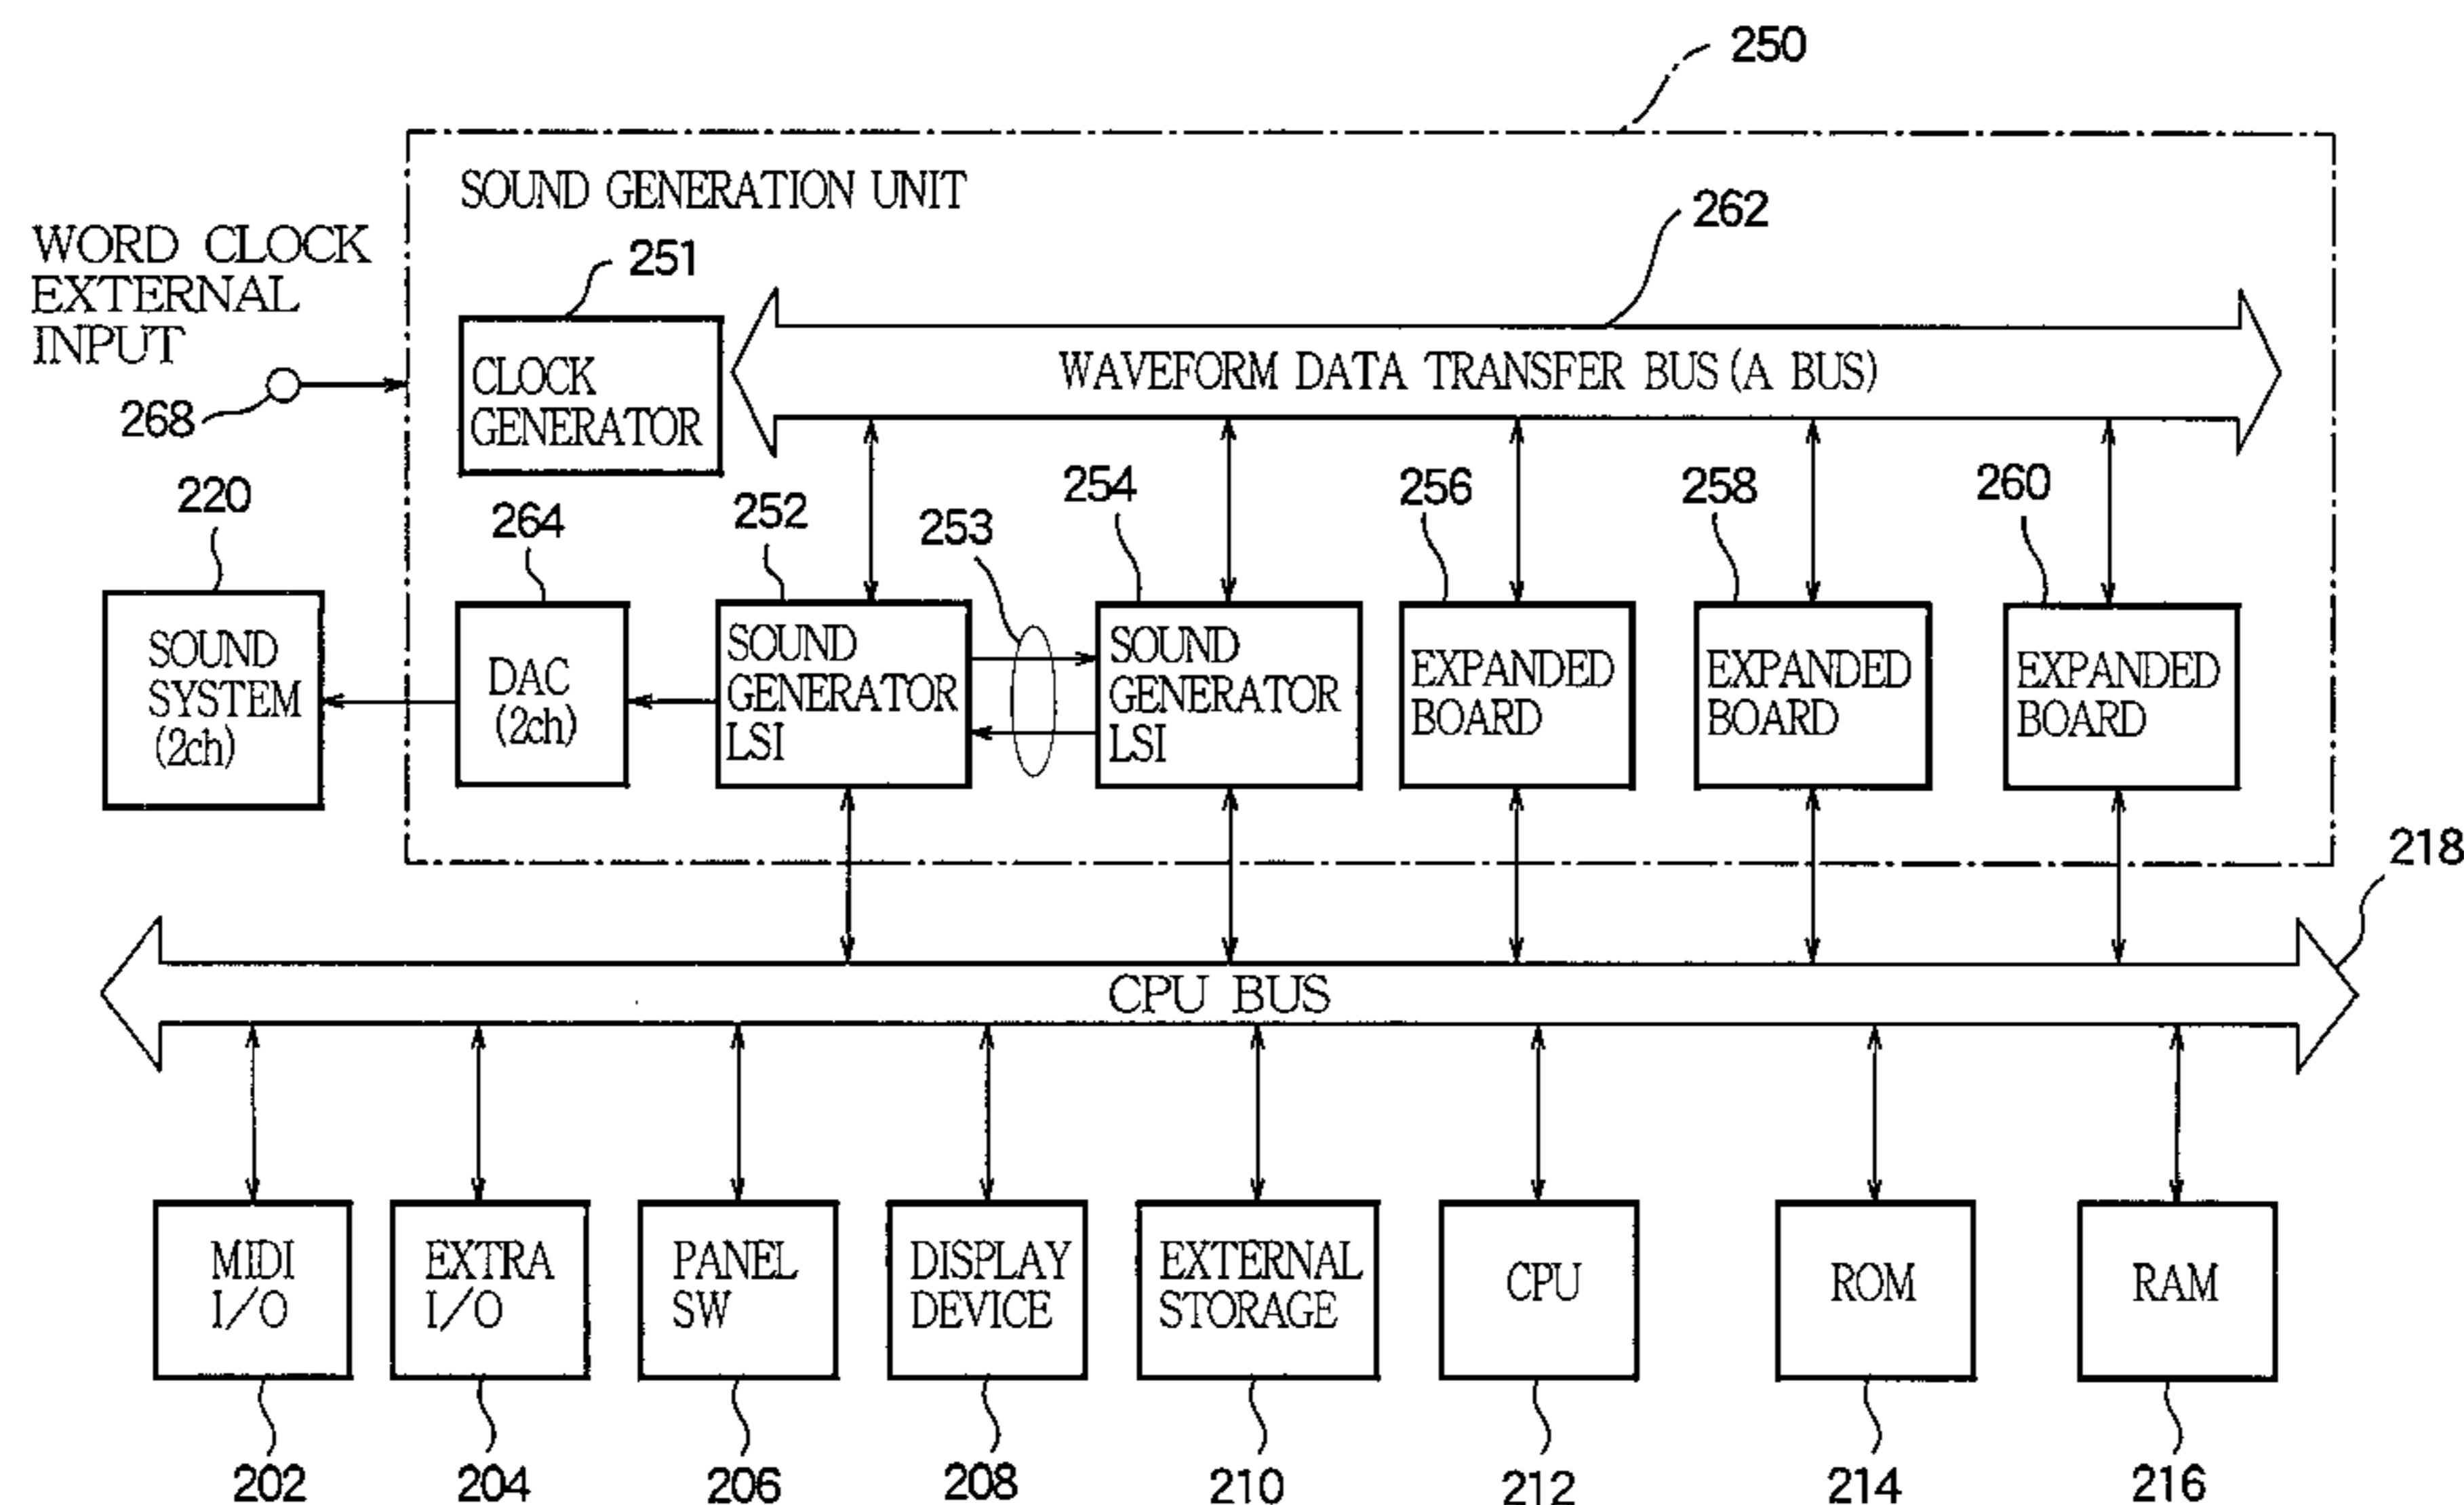 250
SOUND GENERATION UNIT
262
WORD CLOCK
EXTERNAL
INPUT
251
CLOCK
GENERATOR
WAVEFORM DATA TRANSFER BUS (A BUS)
268
220
264
252
253
254
256
258
260
SOUND
SYSTEM
(2ch)
DAC
(2ch)
SOUND
GENERATOR
LSI
SOUND
GENERATOR
LSI
EXPANDED
BOARD
EXPANDED
BOARD
EXPANDED
BOARD
218
CPU BUS
MIDI
I/O
EXTRA
I/O
PANEL
SW
DISPLAY
DEVICE
EXTERNAL
STORAGE
CPU
ROM
RAM
202
204
206
208
210
212
214
216